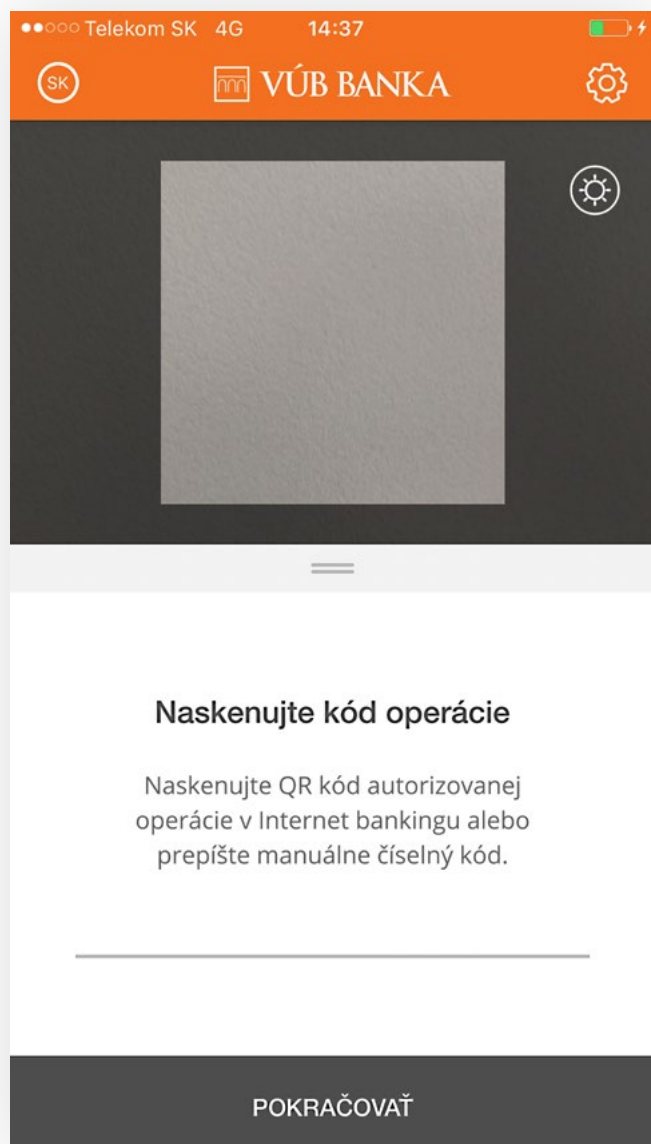 Telekom SK 4G 14:37
SK VÚB BANKA
Naskenujte kód operácie
Naskenujte QR kód autorizovanej
operácie v Internet bankingu alebo
prepíšte manuálne číselný kód.
POKRAČOVAŤ